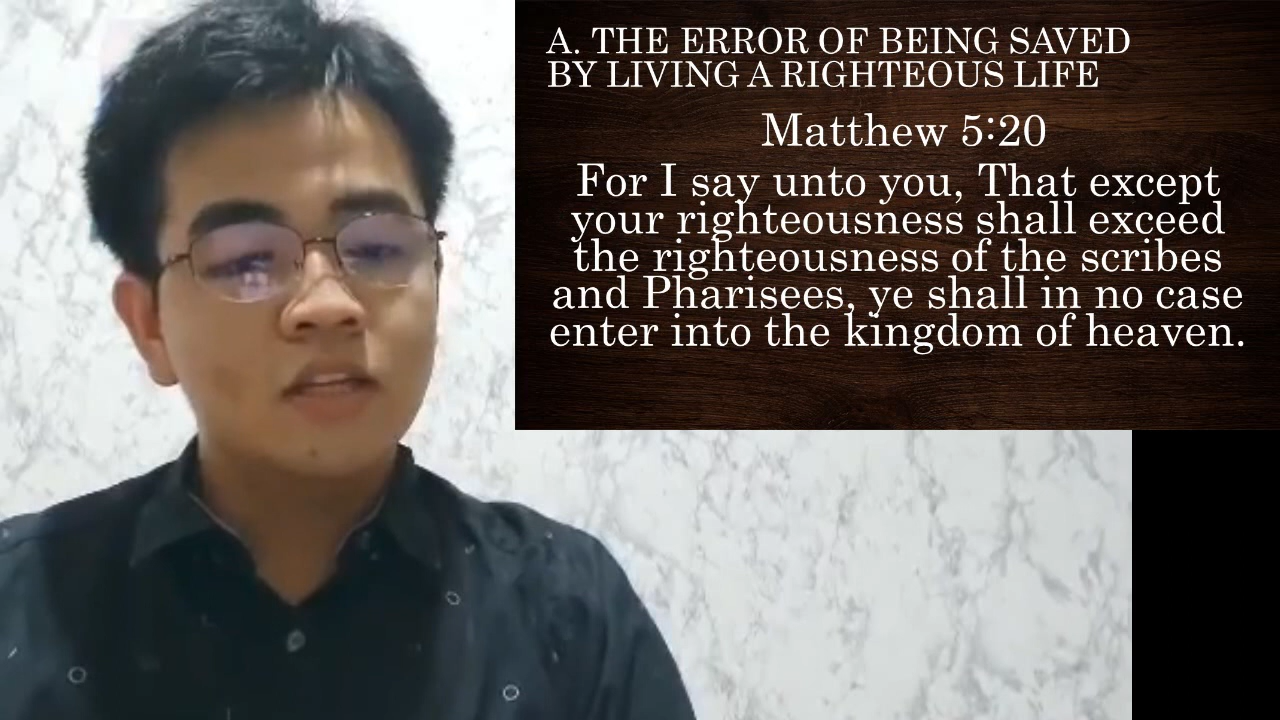 A. THE ERROR OF BEING SAVED
BY LIVING A RIGHTEOUS LIFE
Matthew 5:20
For I say unto you, That except
your righteousness shall exceed
the righteousness of the scribes
and Pharisees, ye shall in no case
enter into the kingdom of heaven.